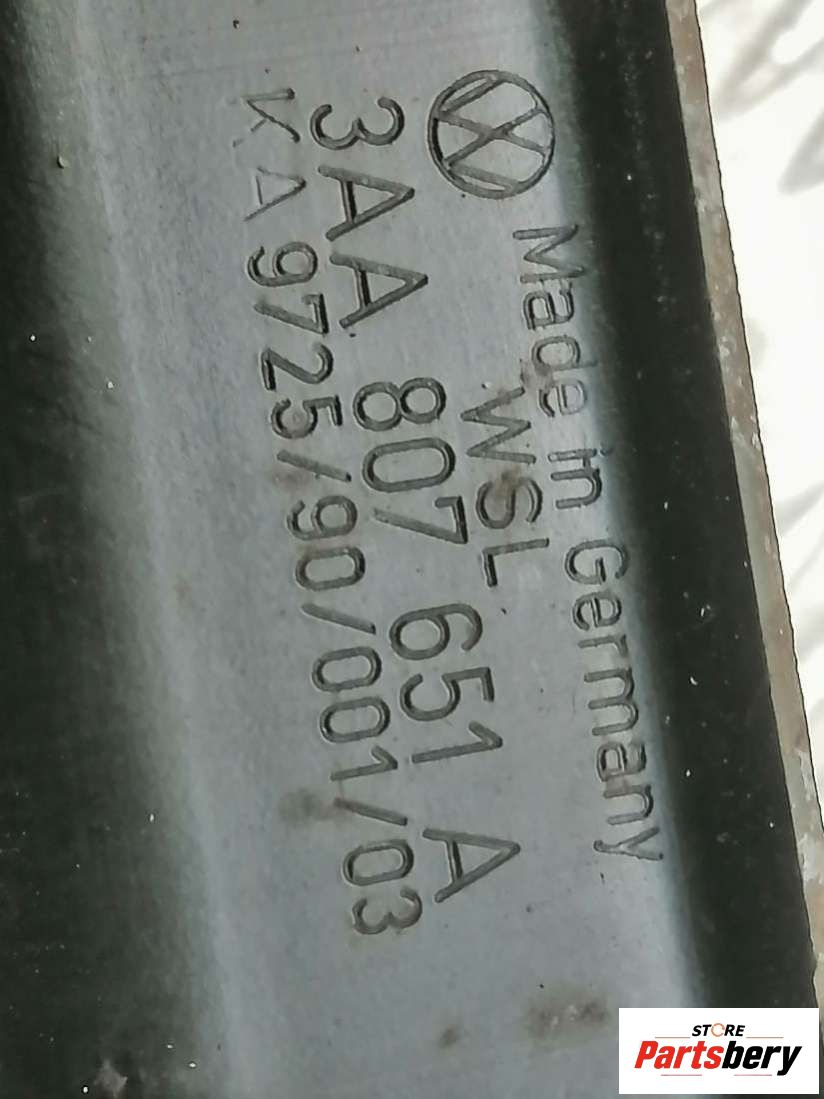 Made in Germany
WSL
3AA 807 651 A
KA 9725/90/001/03
STORE
Partsbery